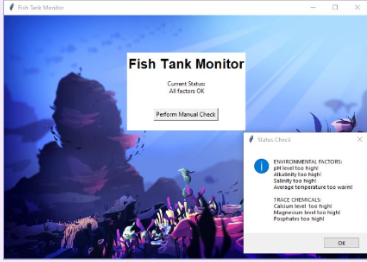 Fish Tank Monitor
Fish Tank Monitor
Current Status:
All factors OK
Perform Manual Check
Status Check
ENVIRONMENTAL FACTORS:
pH level too high!
Alkalinity too high!
Salinity too high!
Average temperature too warm!
TRACE CHEMICALS:
Calcium level too high!
Magnesium level too high!
Posphates too high!
OK